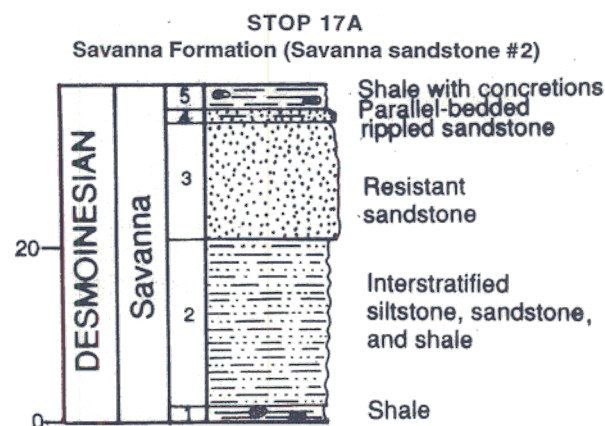 STOP 17A
Savanna Formation (Savanna sandstone #2)
DESMOINESIAN
Savanna
20
0
5
4
3
2
1
Shale with concretions
Parallel-bedded
rippled sandstone
Resistant
sandstone
Interstratified
siltstone, sandstone,
and shale
Shale